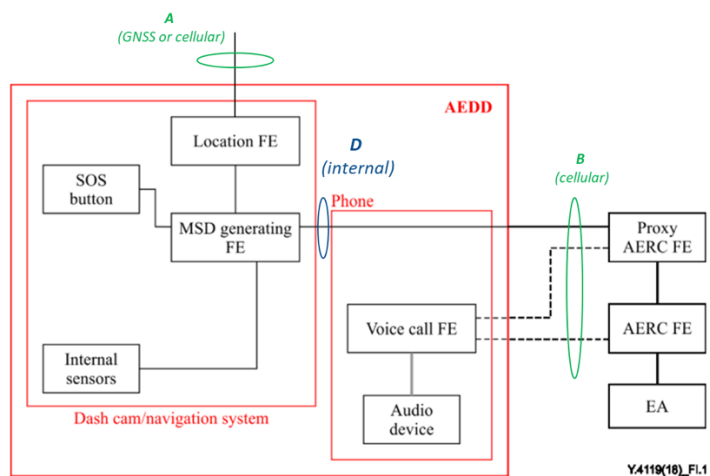 A
(GNSS or cellular)
AEDD
Location FE
D
(internal)
B
(cellular)
SOS
button
Phone
MSD generating
FE
Proxy
AERC FE
Voice call FE
AERC FE
Internal
sensors
Audio
device
EA
Dash cam/navigation system
Y.4119(18)_FI.1